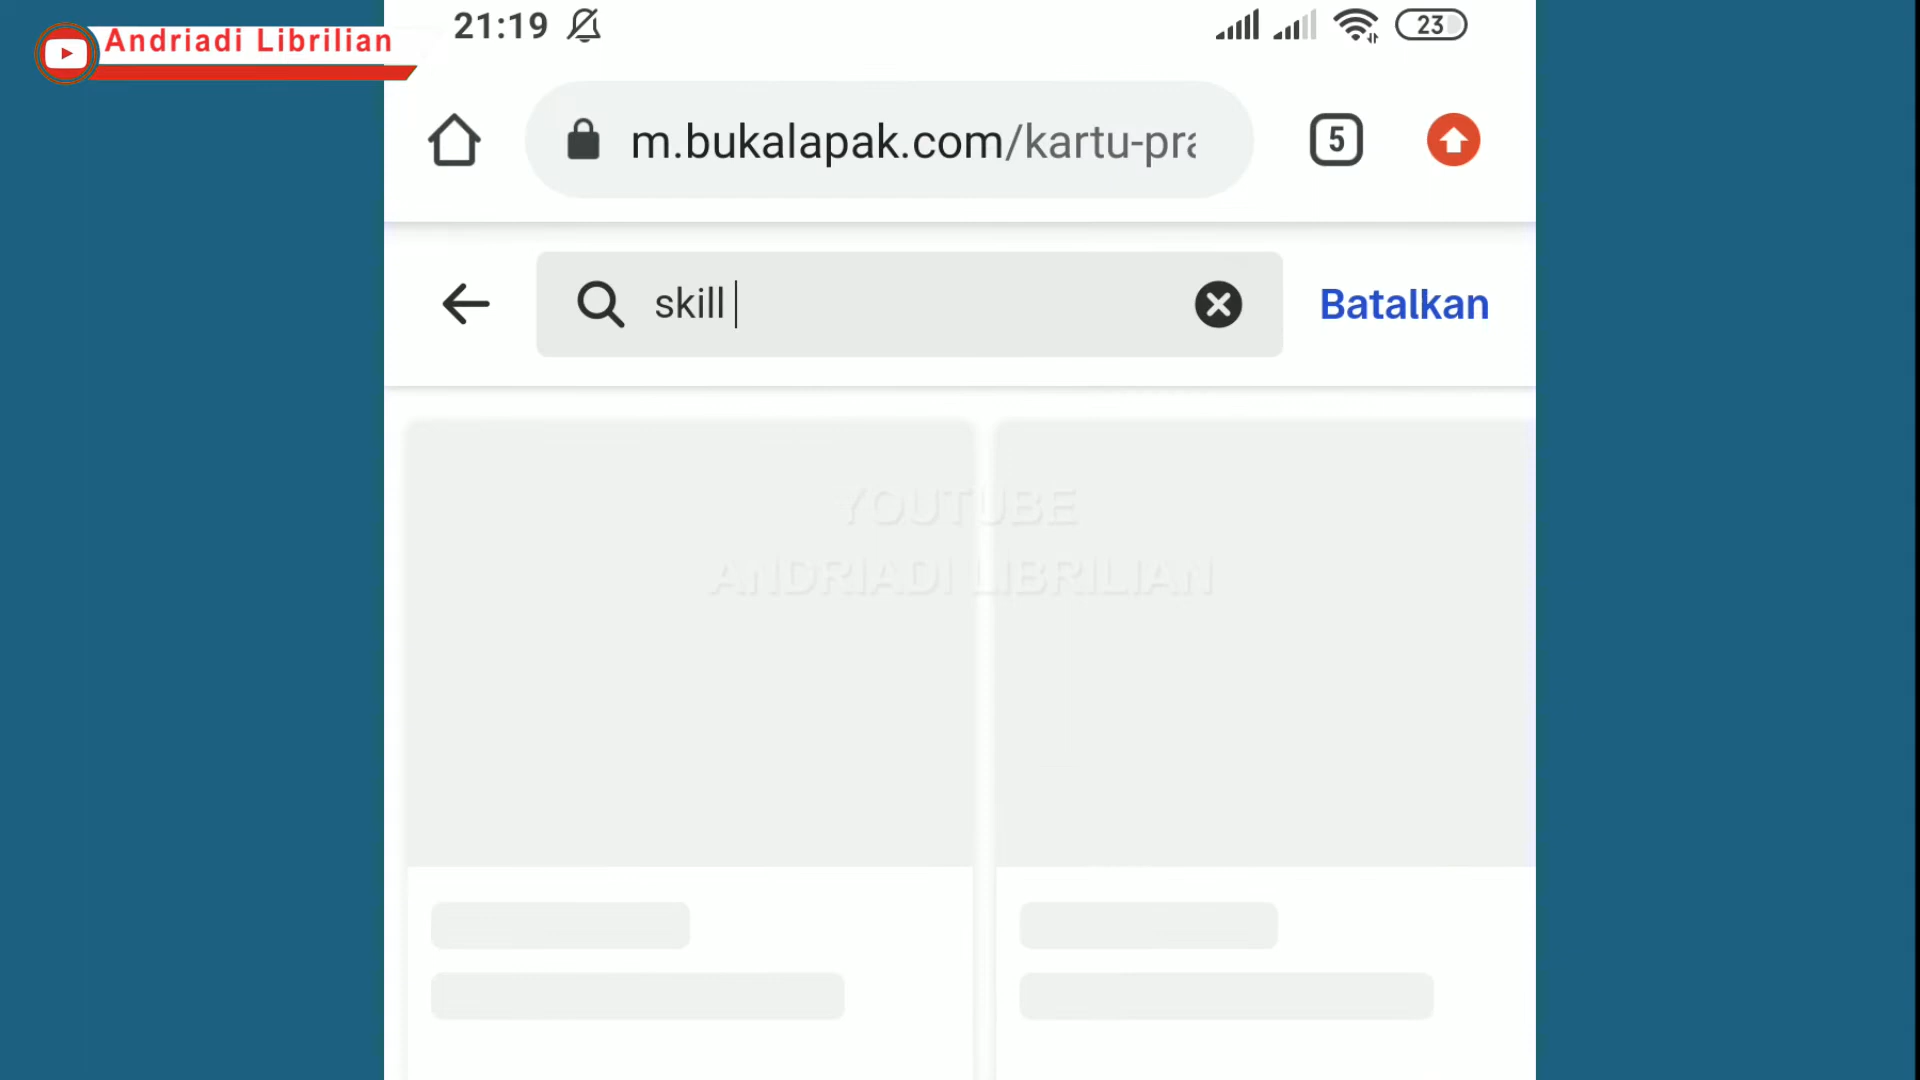 Andriadi Librilian
21:19
23
m.bukalapak.com/kartu-pra
5
skill
Batalkan
YOUTUBE
ANDRIADI LIBRILIAN